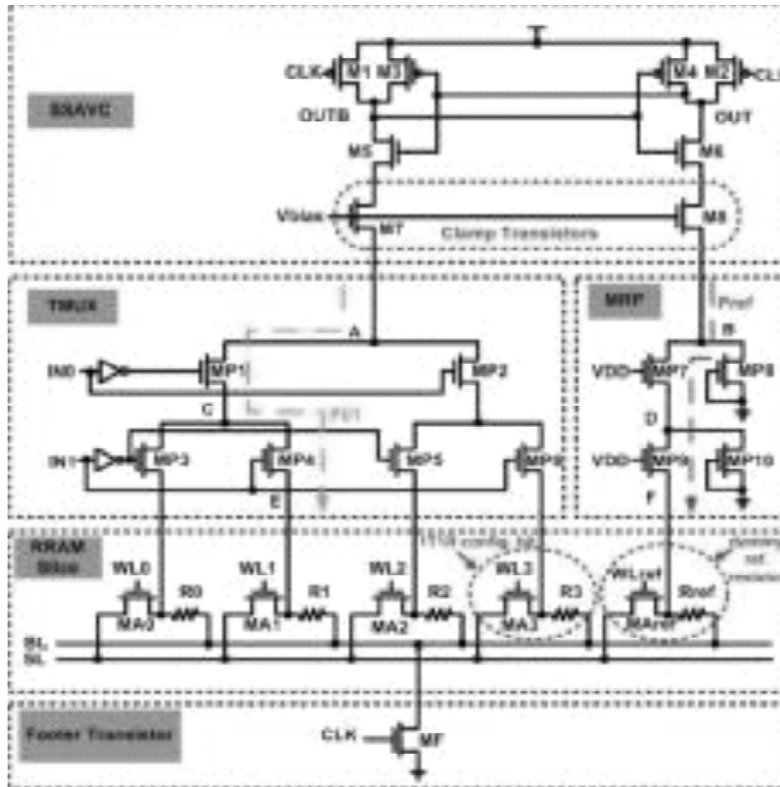 CLK M1 M3 M4 M2 CL
SSAVC
OUTB OUT
M5 M6
Vbias M7 M8
Clamp Transistors
TMUX MRP
Pref
A B
IN0 MP1 MP2 VDD MP7 MP8
C D
IN1 MP3 MP4 MP5 VDD MP9 MP10
E F
RRAM
Slice
WL0 WL1 WL2 WL3 WLref
R0 R1 R2 R3 Rref
MA0 MA1 MA2 MA3 MAref
BL
SL
Footer Transistor
CLK MF